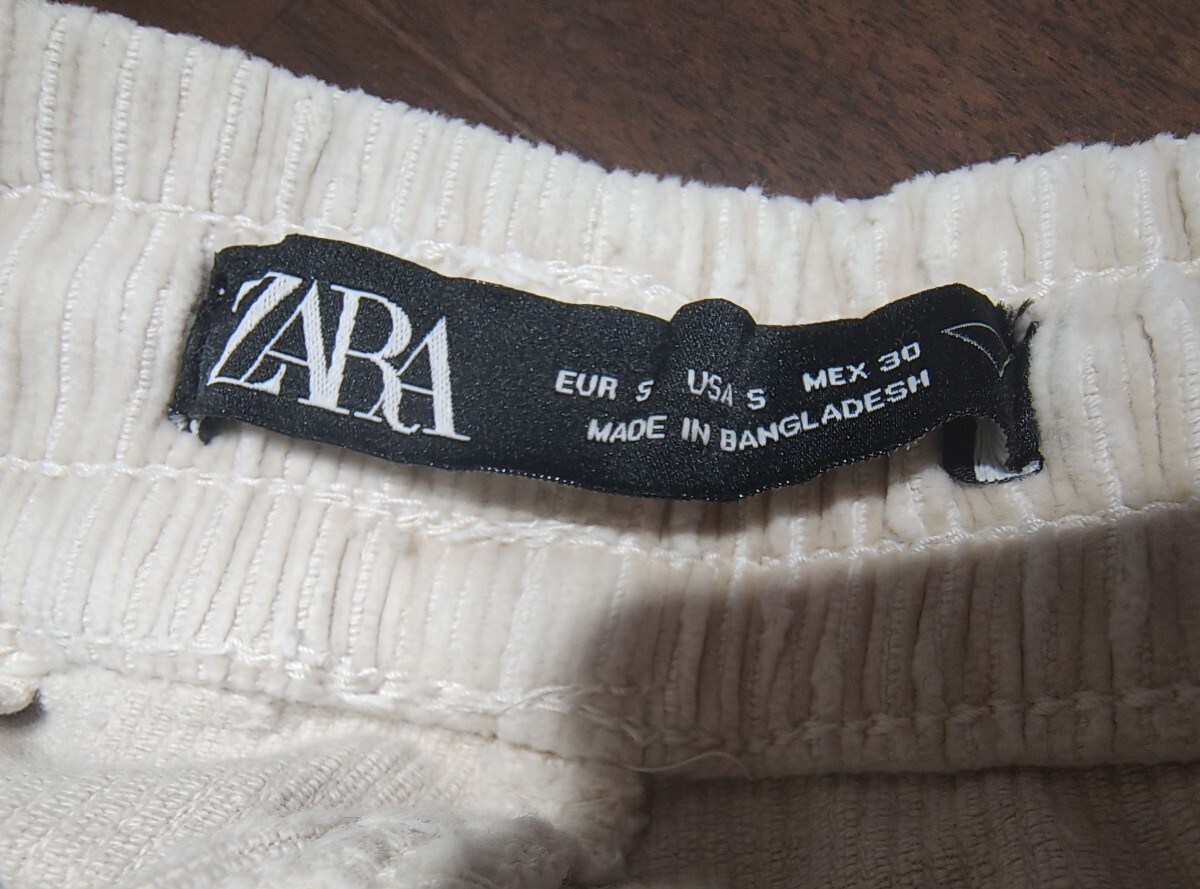 ZARA
EUR S USA S MEX 30
MADE IN BANGLADESH